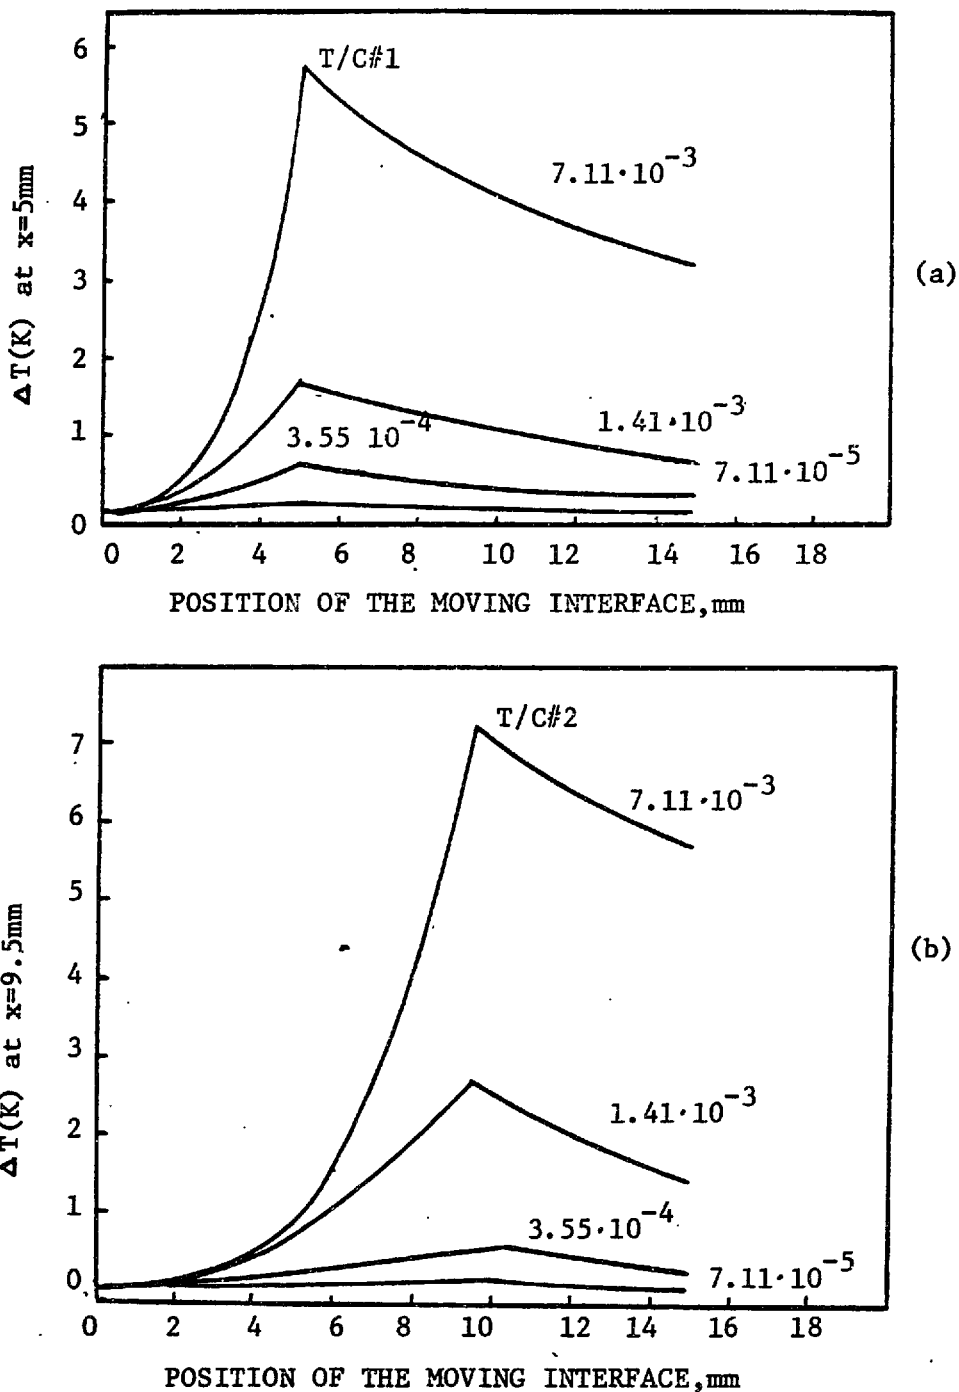 T/C#1
6
5
4
3
2
1
0
ΔT(K) at x=5mm
7.11·10-3
1.41·10-3
3.55 10-4
7.11·10-5
(a)
0 2 4 6 8 10 12 14 16 18
POSITION OF THE MOVING INTERFACE,mm
T/C#2
7
6
5
4
3
2
1
0
ΔT(K) at x=9.5mm
7.11·10-3
1.41·10-3
3.55·10-4
7.11·10-5
(b)
0 2 4 6 8 10 12 14 16 18
POSITION OF THE MOVING INTERFACE,mm